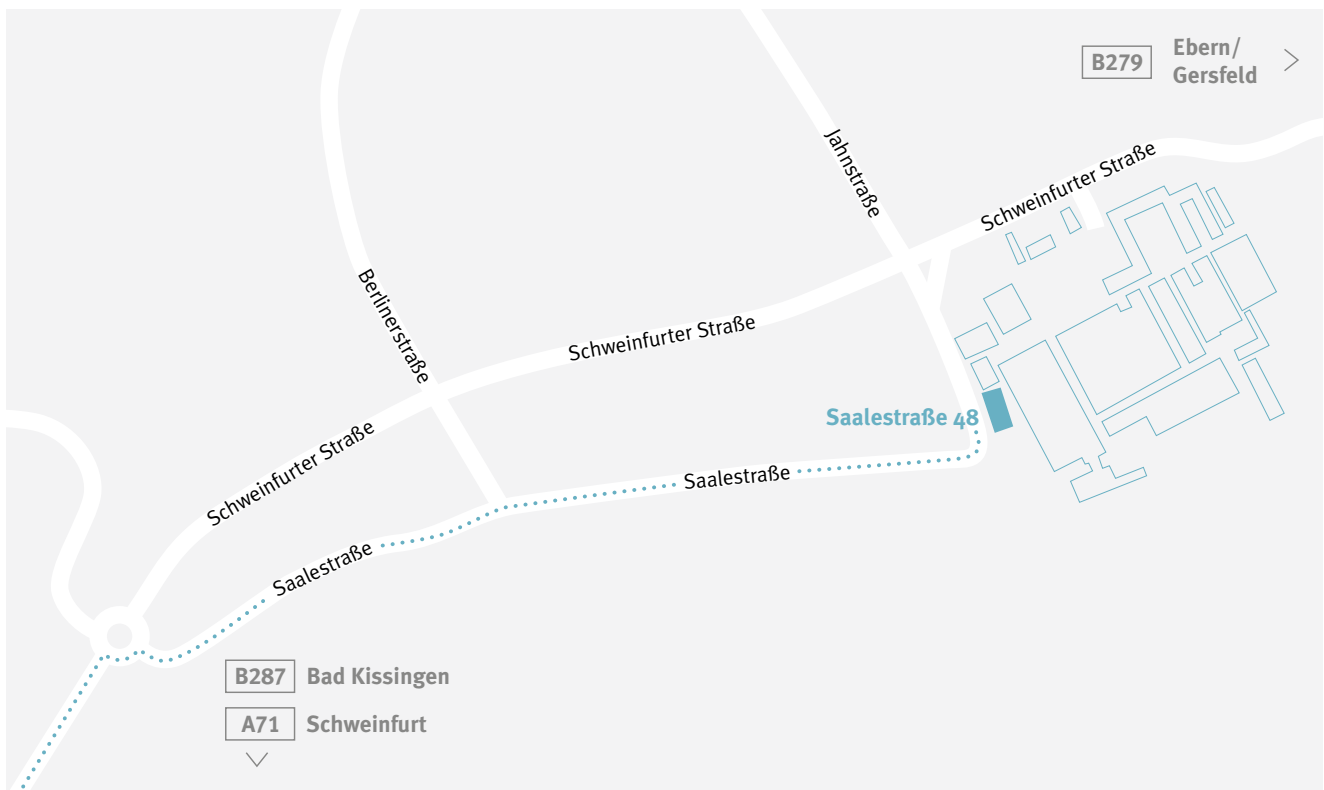 B279
Ebern/
Gersfeld
Jahnstraße
Schweinfurter Straße
Berlinerstraße
Schweinfurter Straße
Saalestraße 48
Schweinfurter Straße
Saalestraße
Saalestraße
B287 Bad Kissingen
A71 Schweinfurt